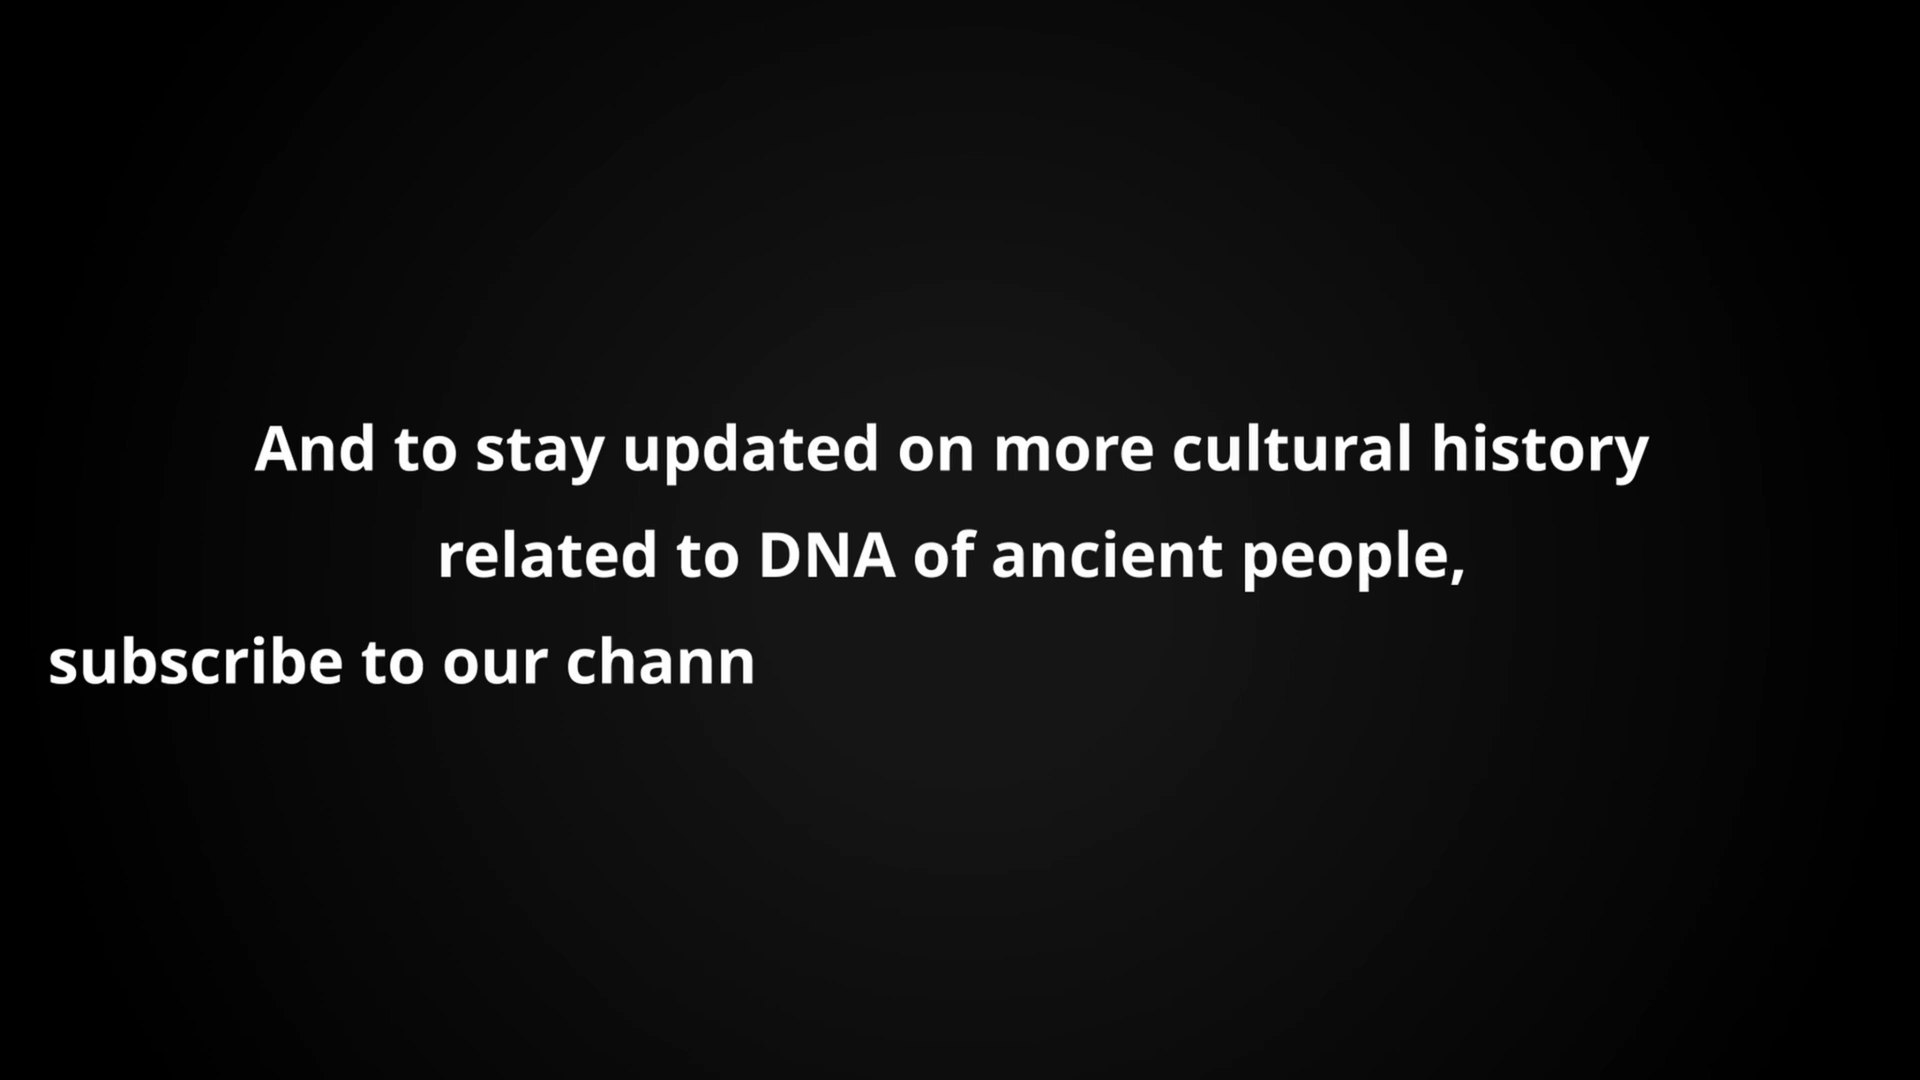 And to stay updated on more cultural history
related to DNA of ancient people,
subscribe to our chann